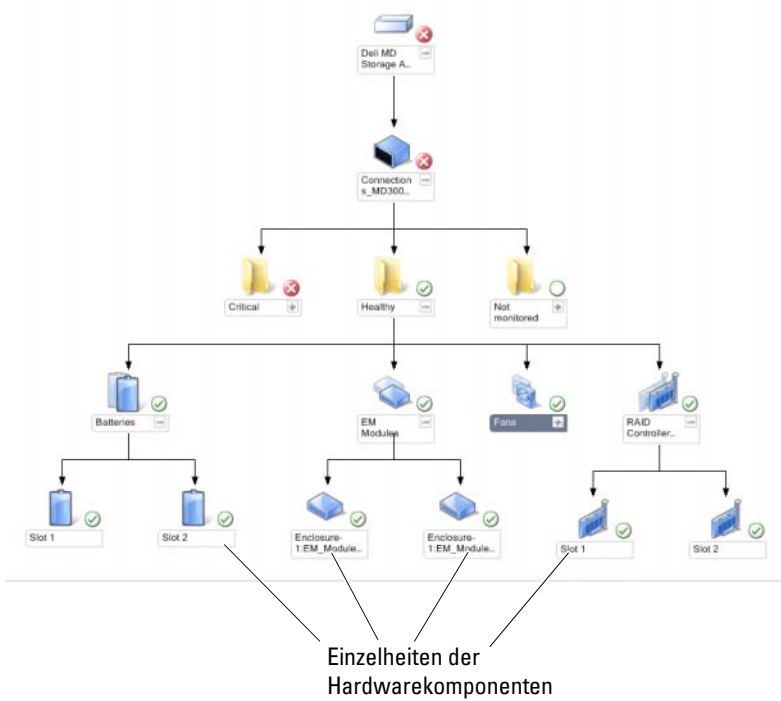 Dell MD
Storage A...
Connection
s_MD300...
Critical
Healthy
Not
monitored
Batteries
EM
Modules
Fans
RAID
Controller...
Slot 1
Slot 2
Enclosure-
1:EM_Module...
Enclosure-
1:EM_Module...
Slot 1
Slot 2
Einzelheiten der
Hardwarekomponenten